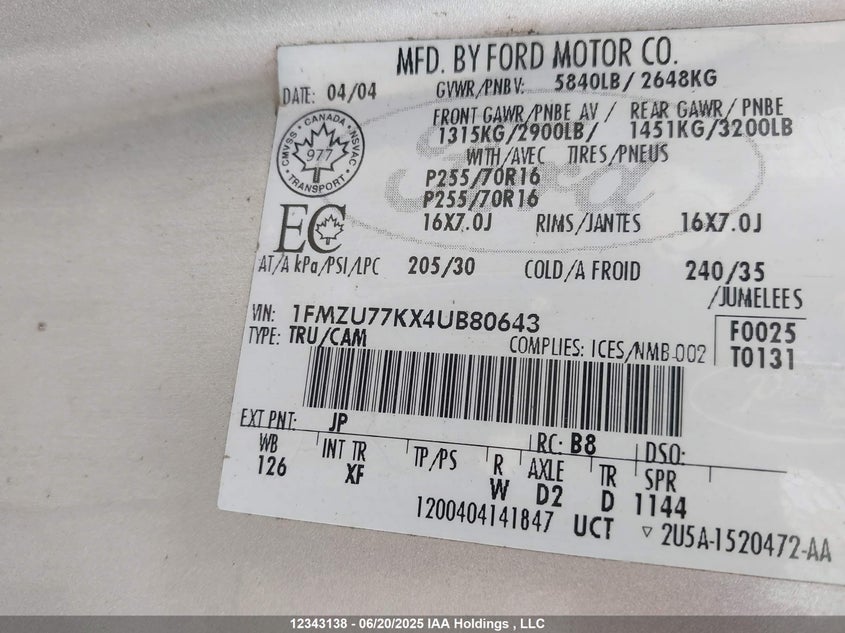 MFD. BY FORD MOTOR CO.
DATE: 04/04 GVWR/PNBV: 5840LB/ 2648KG
FRONT GAWR/PNBE AV / REAR GAWR/ PNBE
1315KG/2900LB/ 1451KG/3200LB
WITH/AVEC TIRES/PNEUS
P255/70R16
P255/70R16
16X7.0J RIMS/JANTES 16X7.0J
CANADA
CMVSS NSVAC
977
TRANSPORT
Ford
EC
AT/A kPa/PSI/LPC 205/30 COLD/A FROID 240/35
/JUMELEES
VIN: 1FMZU77KX4UB80643 F0025
TYPE: TRU/CAM COMPLIES: ICES/NMB-002 T0131
EXT PNT: JP RC: B8 DSO:
WB INT TR TP/PS R AXLE TR SPR
126 XF W D2 D 1144
1200404141847 UCT ▽ 2U5A-1520472-AA
12343138 - 06/20/2025 IAA Holdings , LLC